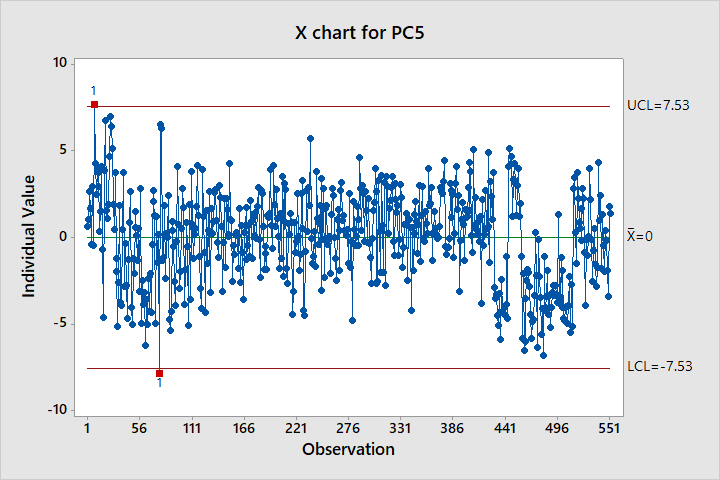 X chart for PC5
10
5
0
-5
-10
Individual Value
1
1
UCL=7.53
X̄=0
LCL=-7.53
1 56 111 166 221 276 331 386 441 496 551
Observation